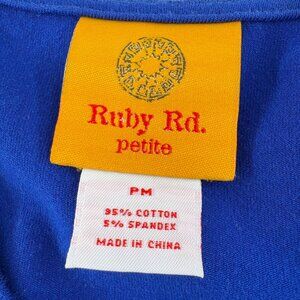 Ruby Rd.
petite
PM
95% COTTON
5% SPANDEX
MADE IN CHINA